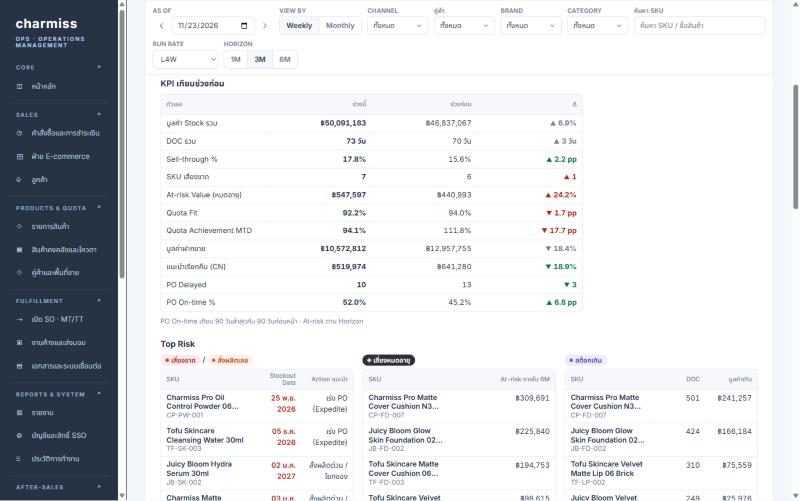 charmiss
OPS · OPERATIONS
MANAGEMENT
CORE
หน้าหลัก
SALES
คำสั่งซื้อและการชำระเงิน
ฝ่าย E-commerce
ลูกค้า
PRODUCTS & QUOTA
รายการสินค้า
สินค้าคงคลังและโควตา
คู่ค้าและพื้นที่ขาย
FULFILLMENT
เปิด SO · MT/TT
งานค้างและส่งมอบ
เอกสารและระบบเชื่อมต่อ
REPORTS & SYSTEM
รายงาน
บัญชีและสิทธิ์ SSO
ประวัติการทำงาน
AFTER-SALES
AS OF VIEW BY CHANNEL คู่ค้า BRAND CATEGORY ค้นหา SKU
11/23/2026 Weekly Monthly ทั้งหมด ทั้งหมด ทั้งหมด ทั้งหมด ค้นหา SKU / ชื่อสินค้า
RUN RATE HORIZON
L4W 1M 3M 6M
KPI เทียบช่วงก่อน
ตัวเลข ช่วงนี้ ช่วงก่อน Δ
มูลค่า Stock รวม ฿50,091,183 ฿46,837,067 ▲ 6.9%
DOC รวม 73 วัน 70 วัน ▲ 3 วัน
Sell-through % 17.8% 15.6% ▲ 2.2 pp
SKU เสี่ยงขาด 7 6 ▲ 1
At-risk Value (หมดอายุ) ฿547,597 ฿440,993 ▲ 24.2%
Quota Fit 92.2% 94.0% ▼ 1.7 pp
Quota Achievement MTD 94.1% 111.8% ▼ 17.7 pp
มูลค่าฝากขาย ฿10,572,812 ฿12,957,755 ▼ 18.4%
แนะนำเรียกคืน (CN) ฿519,974 ฿641,280 ▼ 18.9%
PO Delayed 10 13 ▼ 3
PO On-time % 52.0% 45.2% ▲ 6.8 pp
PO On-time เทียบ 90 วันล่าสุดกับ 90 วันก่อนหน้า · At-risk ตาม Horizon
Top Risk
เสี่ยงขาด / สั่งผลิตเลย
SKU Stockout Date Action แนะนำ
Charmiss Pro Oil 25 พ.ย. เร่ง PO
Control Powder 06... 2026 (Expedite)
CP-PW-001
Tofu Skincare 05 ธ.ค. เร่ง PO
Cleansing Water 30ml 2026 (Expedite)
TF-SK-003
Juicy Bloom Hydra 02 ม.ค. สั่งผลิตด่วน /
Serum 30ml 2027 โยกของ
JB-SK-002
Charmiss Matte 03 ม.ค. สั่งผลิตด่วน /
เสี่ยงหมดอายุ
SKU At-risk ภายใน 6M
Charmiss Pro Matte ฿309,691
Cover Cushion N3...
CP-FD-007
Juicy Bloom Glow ฿225,840
Skin Foundation 02...
JB-FD-002
Tofu Skincare Matte ฿194,753
Cover Cushion 06...
TF-FD-003
Charmiss Pro Matte ฿98,615
สต็อกเกิน
SKU DOC มูลค่าเกิน
Charmiss Pro Matte 501 ฿241,257
Cover Cushion N3...
CP-FD-007
Juicy Bloom Glow 424 ฿166,184
Skin Foundation 02...
JB-FD-002
Tofu Skincare Velvet 310 ฿75,559
Matte Lip 06 Brick
TF-LP-002
Juicy Bloom Velvet 249 ฿25,976